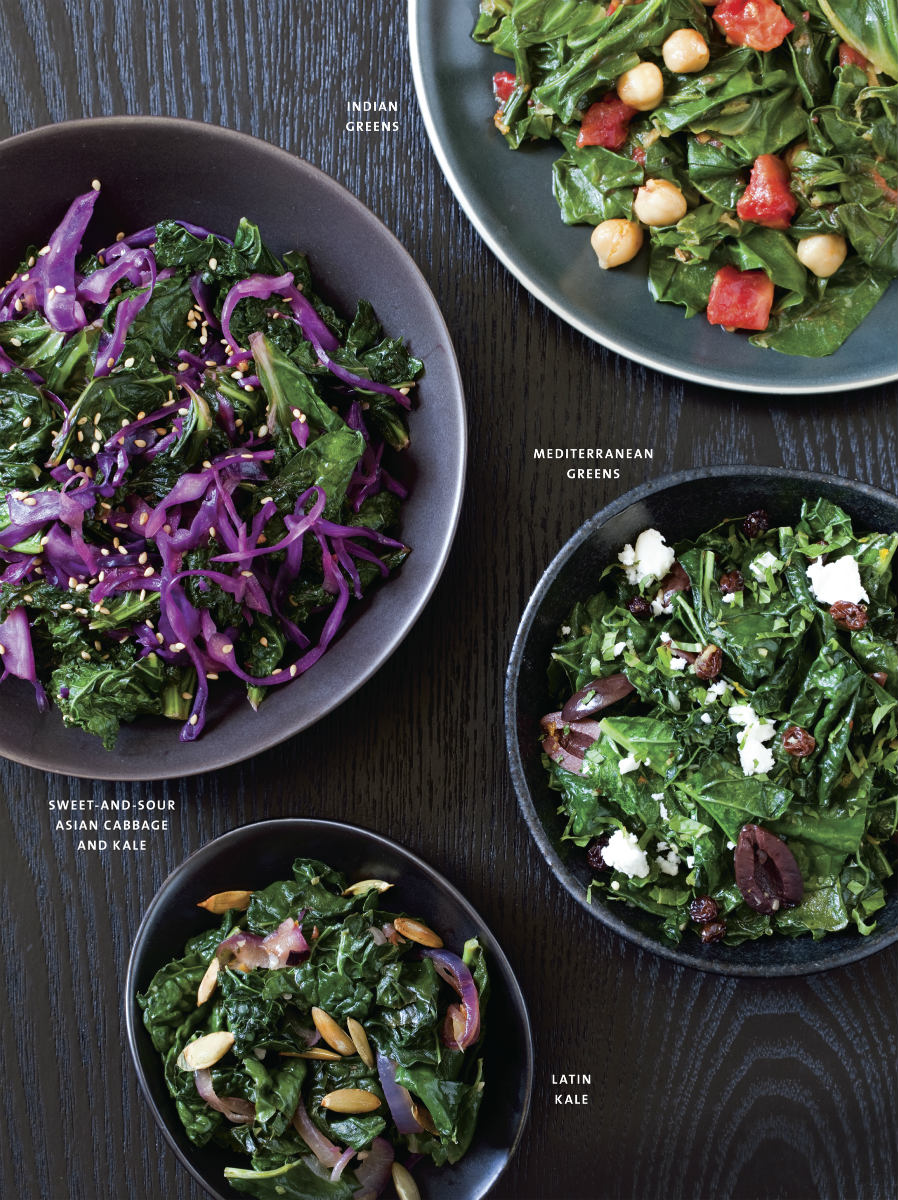 INDIAN
GREENS
MEDITERRANEAN
GREENS
SWEET-AND-SOUR
ASIAN CABBAGE
AND KALE
LATIN
KALE